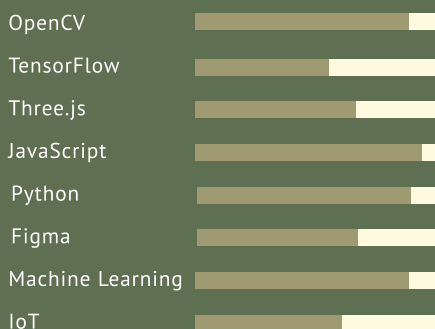 OpenCV
TensorFlow
Three.js
JavaScript
Python
Figma
Machine Learning
IoT